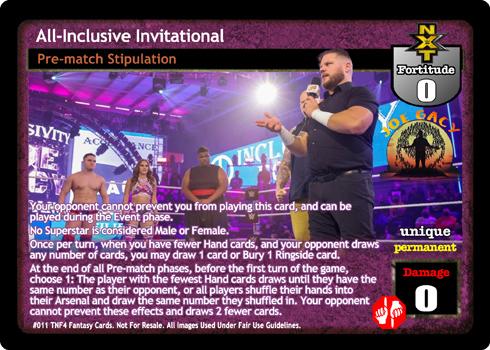 All-Inclusive Invitational
Pre-match Stipulation
NXT
Fortitude
0
JOE GACY
ACCEPTANCE
INCL
Your opponent cannot prevent you from playing this card, and can be
played during the Event phase.
No Superstar is considered Male or Female.
Once per turn, when you have fewer Hand cards, and your opponent draws
any number of cards, you may draw 1 card or Bury 1 Ringside card.
At the end of all Pre-match phases, before the first turn of the game,
choose 1: The player with the fewest Hand cards draws until they have the
same number as their opponent, or all players shuffle their hands into
their Arsenal and draw the same number they shuffled in. Your opponent
cannot prevent these effects and draws 2 fewer cards.
unique
permanent
Damage
0
#011 TNF4 Fantasy Cards. Not For Resale. All Images Used Under Fair Use Guidelines.